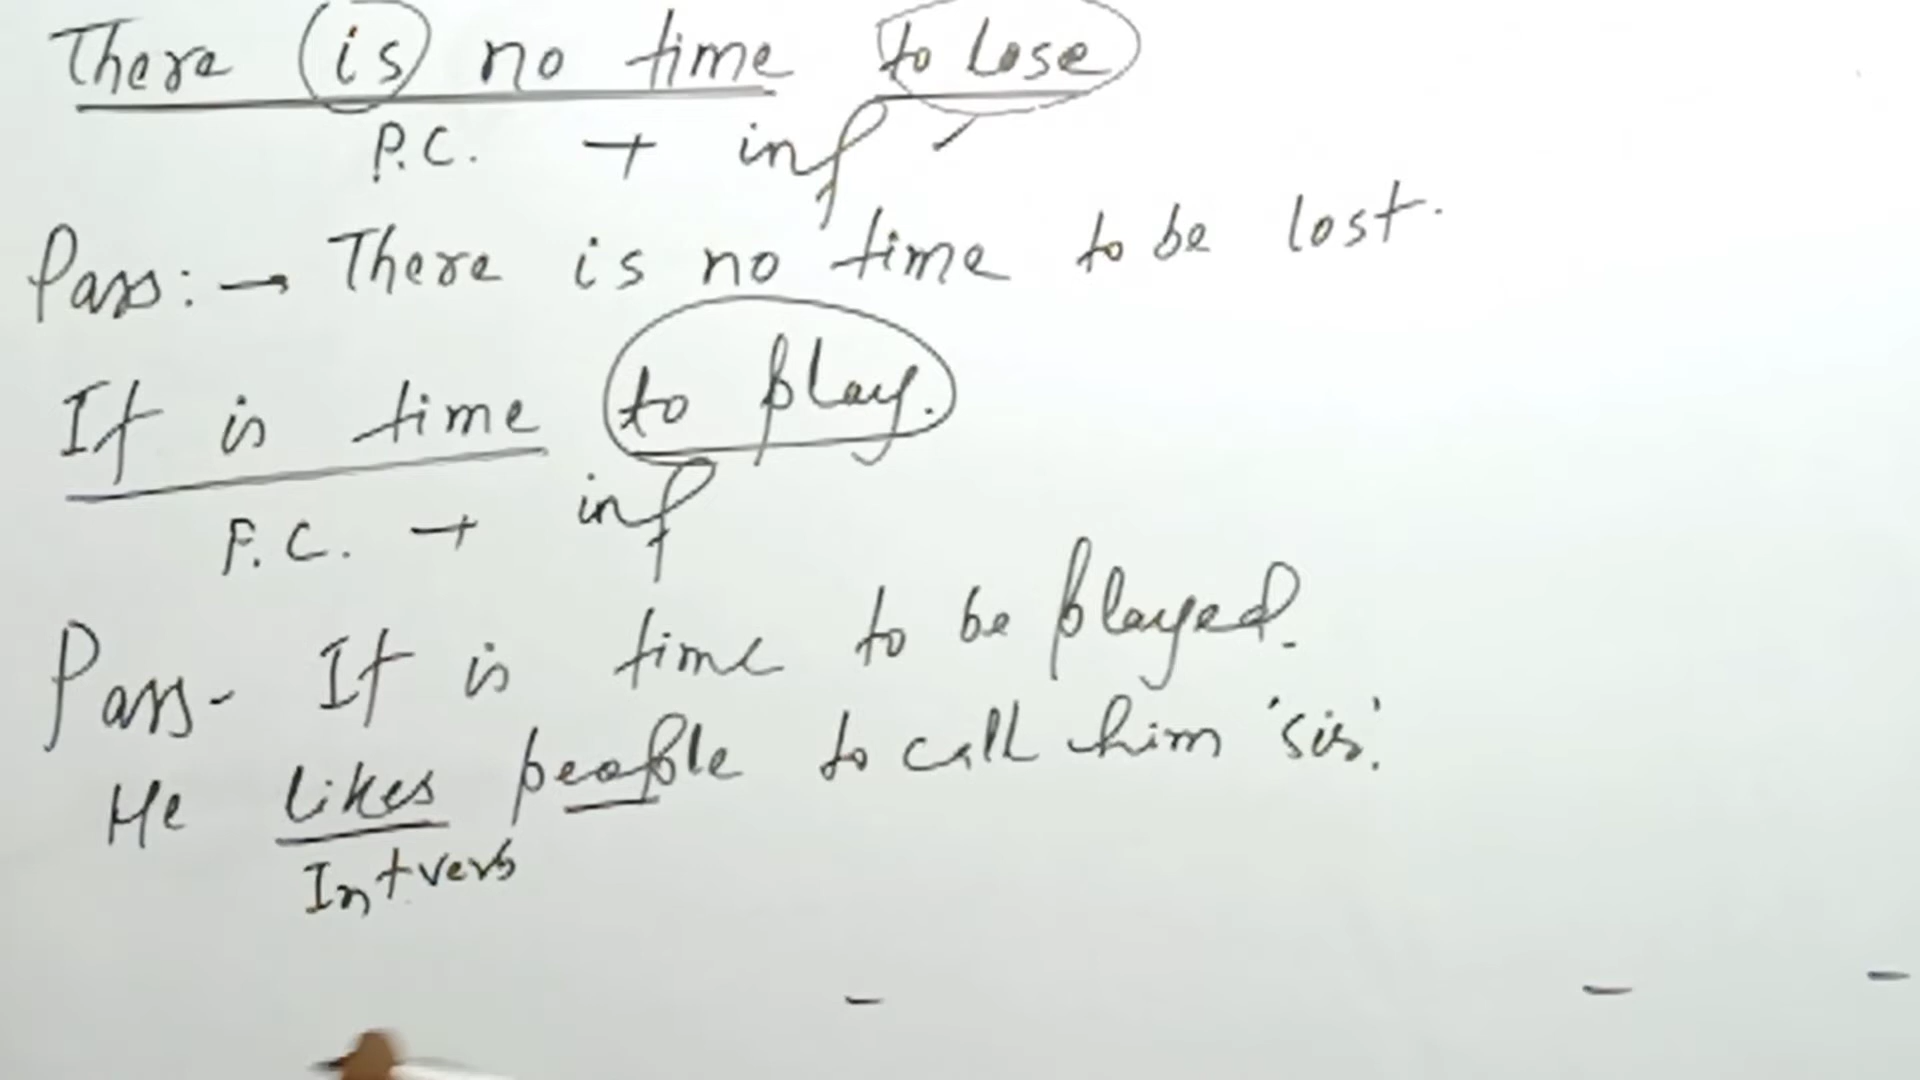 There is no time to lose
P.C. + inf
Pass: → There is no time to be lost.
It is time to play.
P.C. + inf
Pass- It is time to be played.
He likes people to call him 'sir'.
Int verb